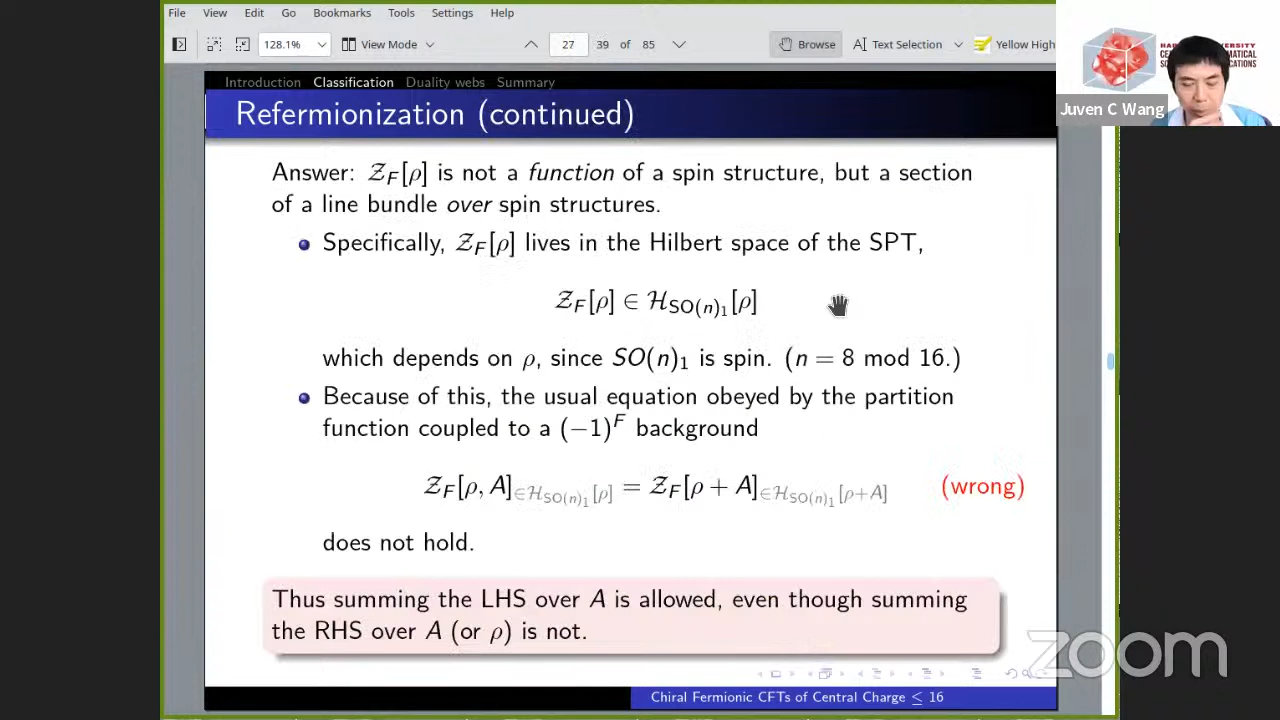 File View Edit Go Bookmarks Tools Settings Help
128.1% View Mode 27 39 of 85 Browse Text Selection Yellow High
Juven C Wang
Introduction Classification Duality webs Summary
Refermionization (continued)
Answer: 𝒵_F[ρ] is not a function of a spin structure, but a section
of a line bundle over spin structures.
Specifically, 𝒵_F[ρ] lives in the Hilbert space of the SPT,
𝒵_F[ρ] ∈ ℋ_{SO(n)_1}[ρ]
which depends on ρ, since SO(n)_1 is spin. (n = 8 mod 16.)
Because of this, the usual equation obeyed by the partition
function coupled to a (−1)^F background
𝒵_F[ρ, A]_{∈ℋ_{SO(n)_1}[ρ]} = 𝒵_F[ρ + A]_{∈ℋ_{SO(n)_1}[ρ+A]} (wrong)
does not hold.
Thus summing the LHS over A is allowed, even though summing
the RHS over A (or ρ) is not.
Chiral Fermionic CFTs of Central Charge ≤ 16
zoom